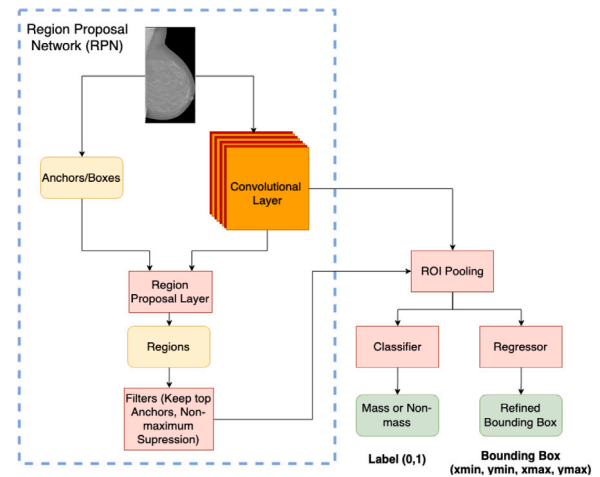 Region Proposal
Network (RPN)
Anchors/Boxes
Convolutional
Layer
Region
Proposal Layer
ROI Pooling
Regions
Classifier
Regressor
Filters (Keep top
Anchors, Non-
maximum
Supression)
Mass or Non-
mass
Refined
Bounding Box
Label (0,1)
Bounding Box
(xmin, ymin, xmax, ymax)